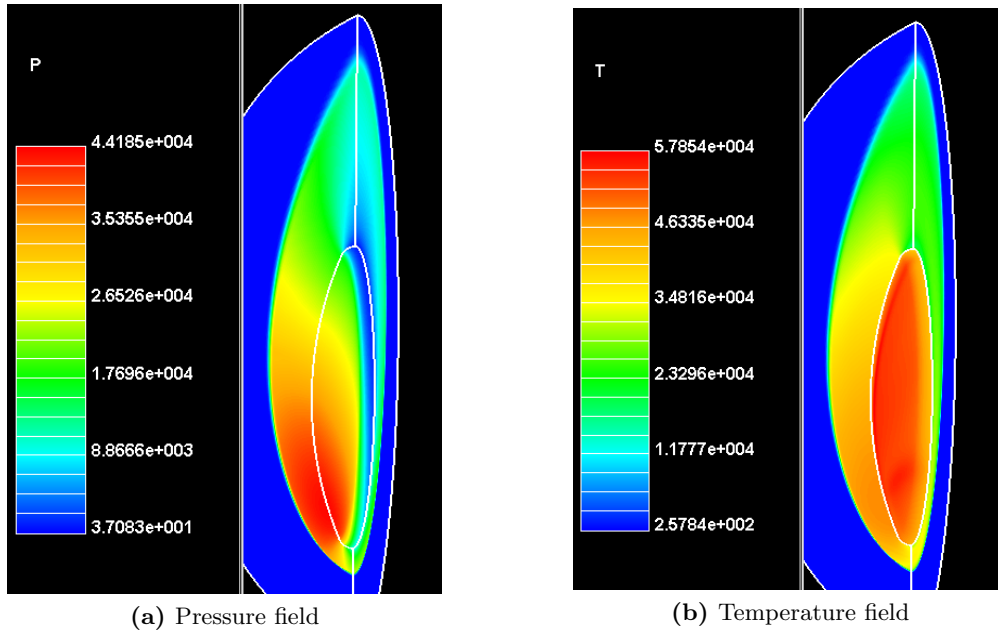 P
4.4185e+004
3.5355e+004
2.6526e+004
1.7696e+004
8.8666e+003
3.7083e+001
(a) Pressure field
T
5.7854e+004
4.6335e+004
3.4816e+004
2.3296e+004
1.1777e+004
2.5784e+002
(b) Temperature field